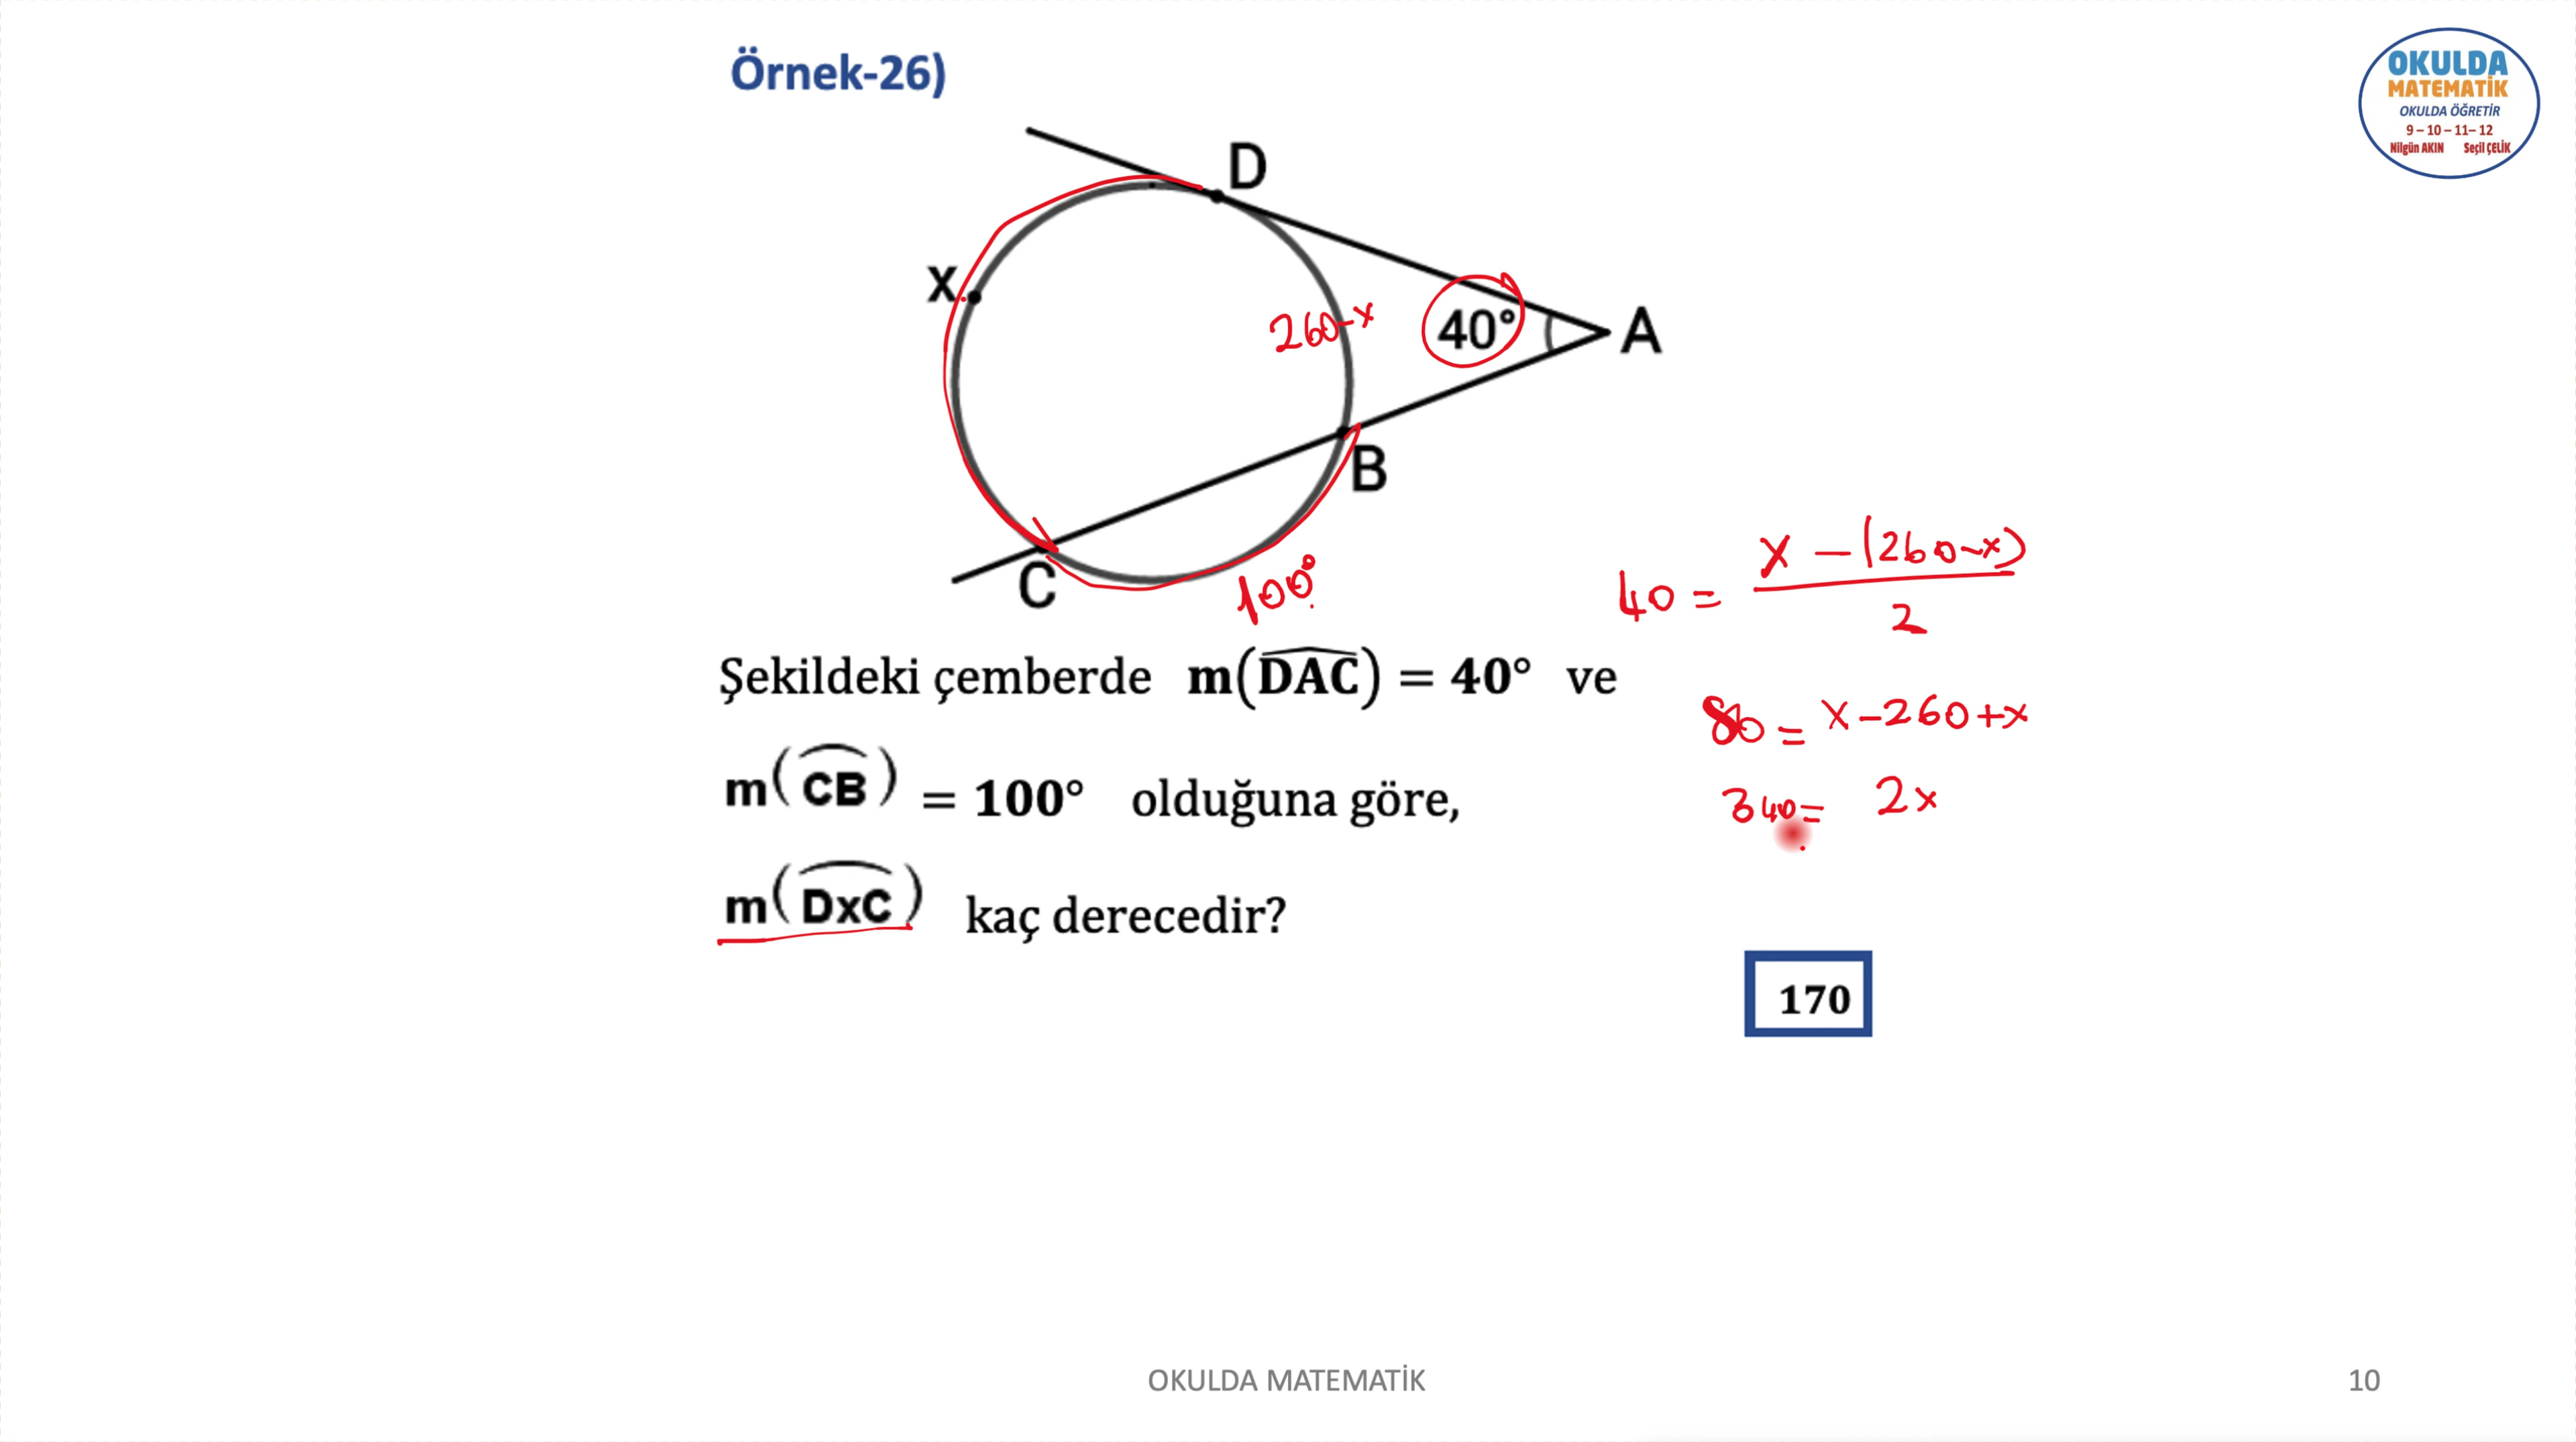 Örnek-26)
OKULDA
MATEMATİK
OKULDA ÖĞRETİR
9 – 10 – 11– 12
Nilgün AKIN Seçil ÇELİK
D
x
260-x
40°
A
B
C
100°
40 = x - (260-x) / 2
80 = x-260+x
340= 2x
Şekildeki çemberde m(DAC) = 40° ve
m(CB) = 100° olduğuna göre,
m(DxC) kaç derecedir?
170
OKULDA MATEMATİK
10